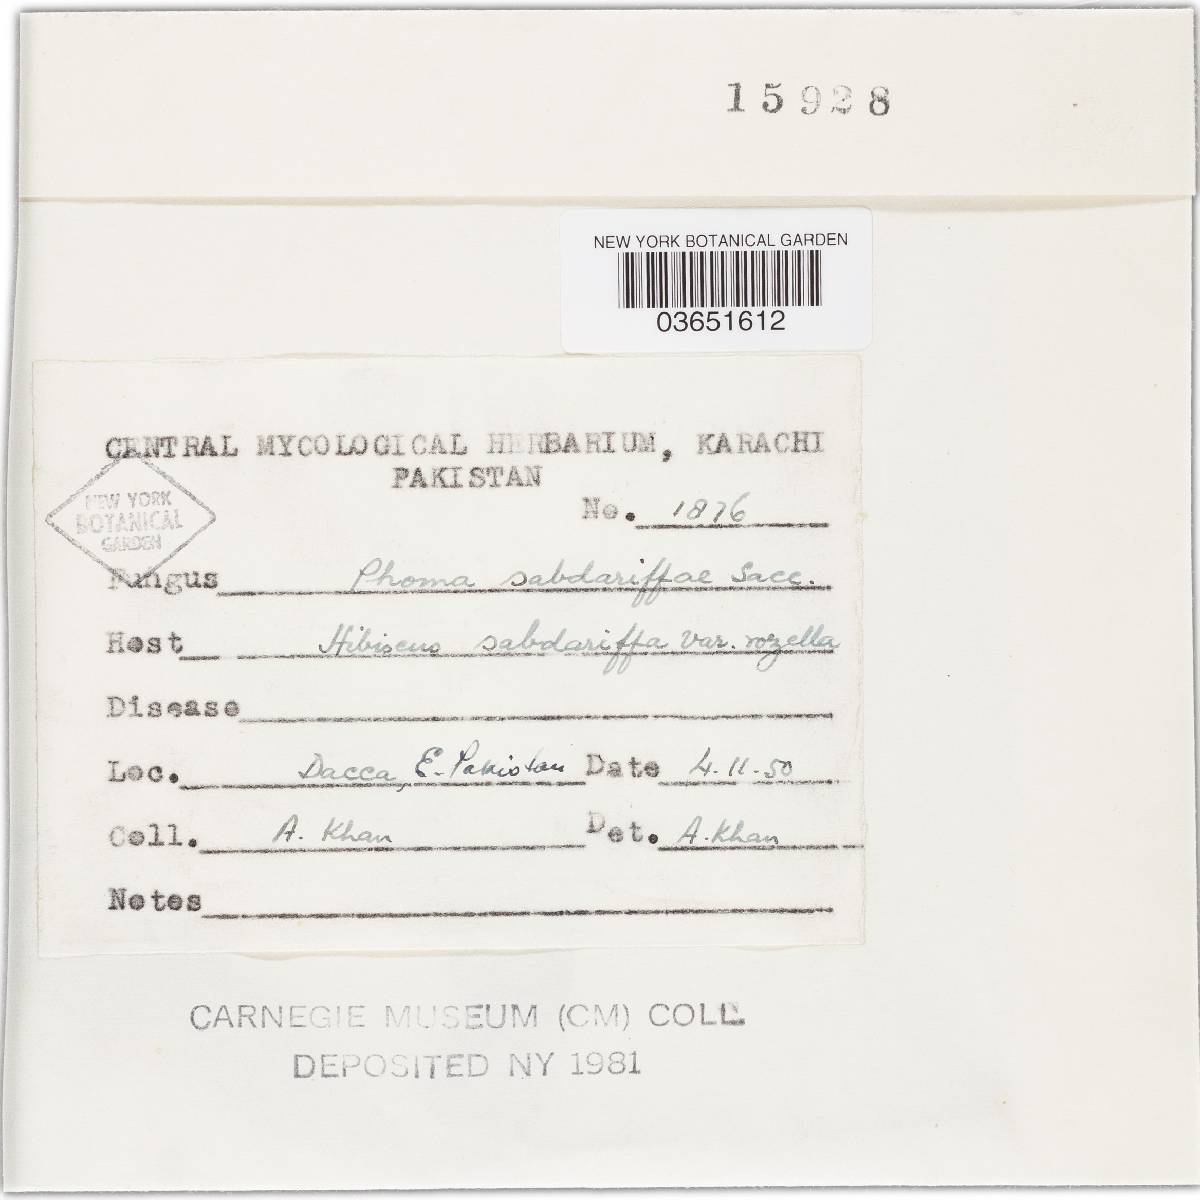 15928
NEW YORK BOTANICAL GARDEN
03651612
CENTRAL MYCOLOGICAL HERBARIUM, KARACHI
PAKISTAN
No. 1876
NEW YORK
BOTANICAL
GARDEN
Fungus Phoma sabdariffae Sacc.
Host Hibiscus sabdariffa var. rozella
Disease
Loc. Dacca, E. Pakistan Date 4-11-50
Coll. A. Khan Det. A. Khan
Notes
CARNEGIE MUSEUM (CM) COLL.
DEPOSITED NY 1981